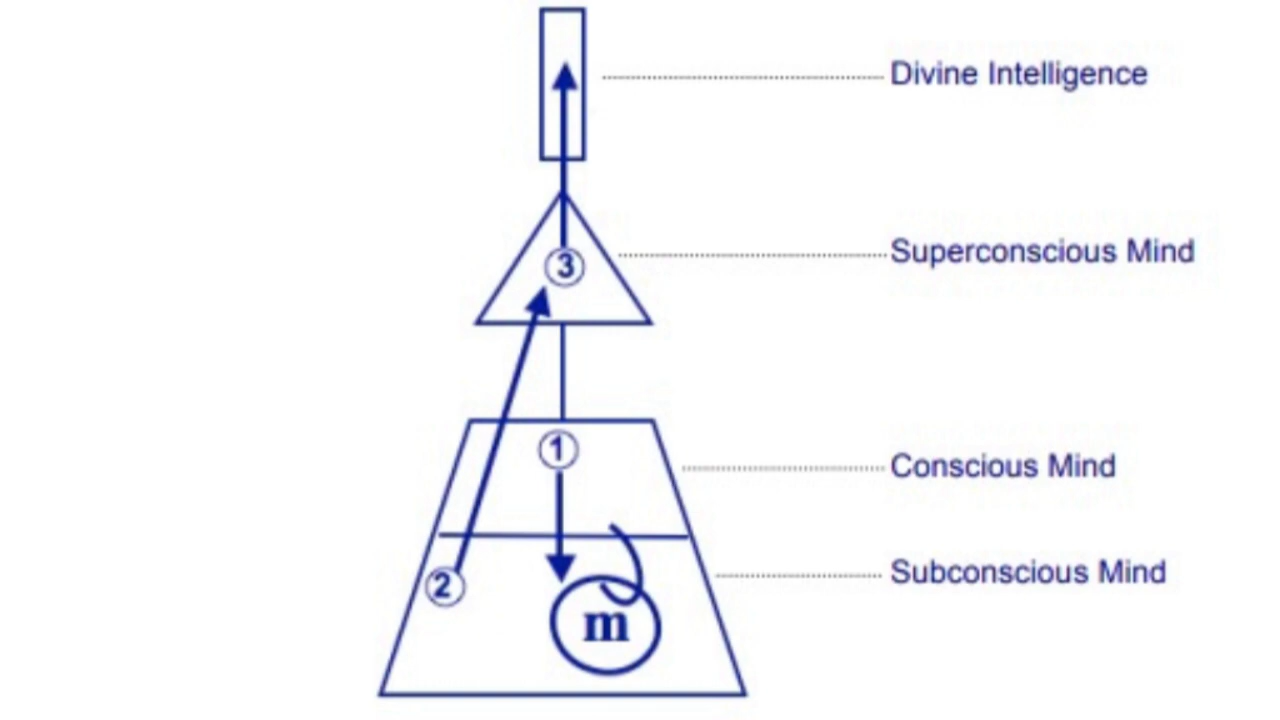 Divine Intelligence
3
Superconscious Mind
1
Conscious Mind
2
Subconscious Mind
m